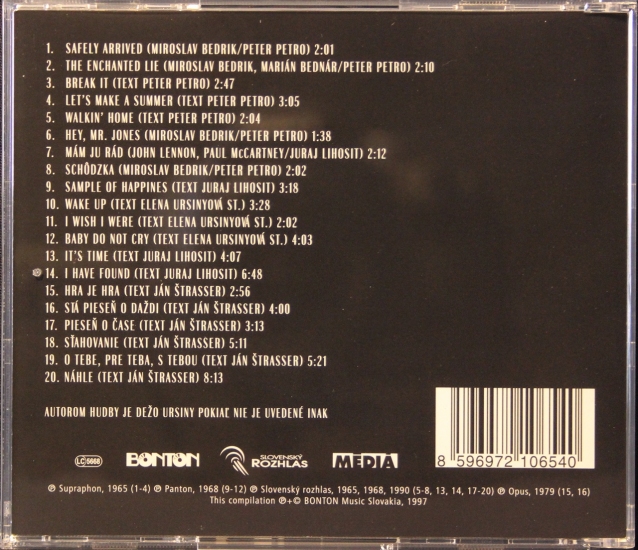 1. SAFELY ARRIVED (MIROSLAV BEDRIK/PETER PETRO) 2:01
2. THE ENCHANTED LIE (MIROSLAV BEDRIK, MARIÁN BEDNÁR/PETER PETRO) 2:10
3. BREAK IT (TEXT PETER PETRO) 2:47
4. LET'S MAKE A SUMMER (TEXT PETER PETRO) 3:05
5. WALKIN' HOME (TEXT PETER PETRO) 2:04
6. HEY, MR. JONES (MIROSLAV BEDRIK/PETER PETRO) 1:38
7. MÁM JU RÁD (JOHN LENNON, PAUL McCARTNEY/JURAJ LIHOSIT) 2:12
8. SCHÔDZKA (MIROSLAV BEDRIK/PETER PETRO) 2:02
9. SAMPLE OF HAPPINES (TEXT JURAJ LIHOSIT) 3:18
10. WAKE UP (TEXT ELENA URSINYOVÁ ST.) 3:28
11. I WISH I WERE (TEXT ELENA URSINYOVÁ ST.) 2:02
12. BABY DO NOT CRY (TEXT ELENA URSINYOVÁ ST.) 4:03
13. IT'S TIME (TEXT JURAJ LIHOSIT) 4:07
14. I HAVE FOUND (TEXT JURAJ LIHOSIT) 6:48
15. HRA JE HRA (TEXT JÁN ŠTRASSER) 2:56
16. STÁ PIESEŇ O DAŽDI (TEXT JÁN ŠTRASSER) 4:00
17. PIESEŇ O ČASE (TEXT JÁN ŠTRASSER) 3:13
18. SŤAHOVANIE (TEXT JÁN ŠTRASSER) 5:11
19. O TEBE, PRE TEBA, S TEBOU (TEXT JÁN ŠTRASSER) 5:21
20. NÁHLE (TEXT JÁN ŠTRASSER) 8:13
AUTOROM HUDBY JE DEŽO URSINY POKIAĽ NIE JE UVEDENÉ INAK
LC 5668 BONTON SLOVENSKÝ ROZHLAS MEDIA 8 596972 106540
℗ Supraphon, 1965 (1-4) ℗ Panton, 1968 (9-12) ℗ Slovenský rozhlas, 1965, 1968, 1990 (5-8, 13, 14, 17-20) ℗ Opus, 1979 (15, 16)
This compilation ℗+© BONTON Music Slovakia, 1997